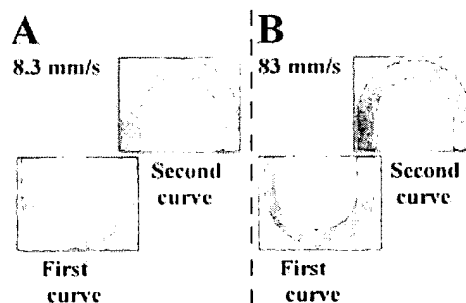 A
8.3 mm/s
Second
curve
First
curve
B
83 mm/s
Second
curve
First
curve